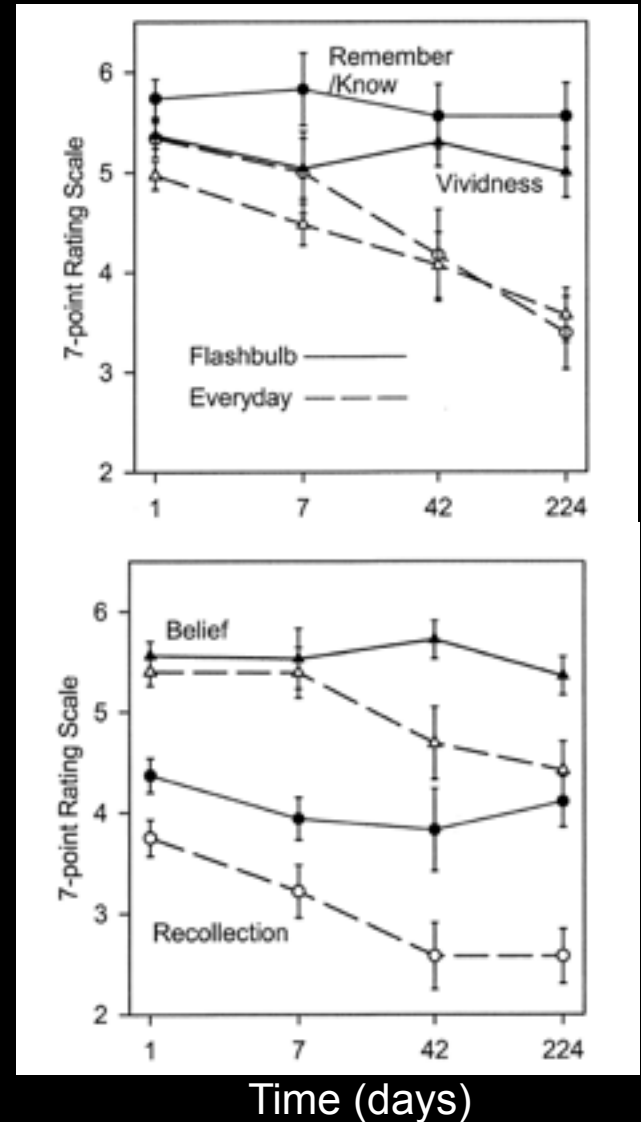 7-point Rating Scale
6
5
4
3
2
Remember
/Know
Vividness
Flashbulb
Everyday
1 7 42 224
7-point Rating Scale
6
5
4
3
2
Belief
Recollection
1 7 42 224
Time (days)